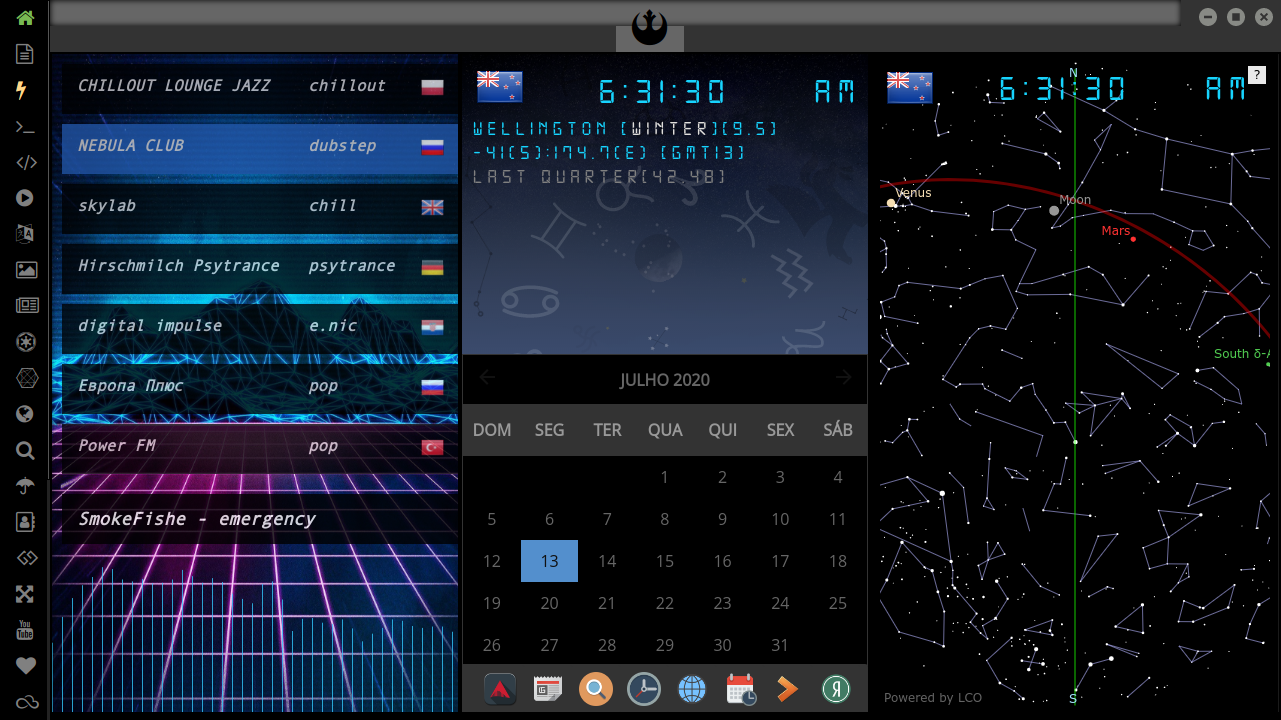 CHILLOUT LOUNGE JAZZ chillout
NEBULA CLUB dubstep
skylab chill
Hirschmilch Psytrance psytrance
digital impulse e.nic
Европа Плюс pop
Power FM pop
SmokeFishe - emergency
You
Tube
6:31:30 AM
WELLINGTON [WINTER][9.5]
-41(S):174.7(E) [GMT13]
LAST QUARTER[42.48]
JULHO 2020
DOM SEG TER QUA QUI SEX SÁB
1 2 3 4
5 6 7 8 9 10 11
12 13 14 15 16 17 18
19 20 21 22 23 24 25
26 27 28 29 30 31
Я
6:31:30 AM
N
?
Venus
Moon
Mars
South δ-A
Powered by LCO
S